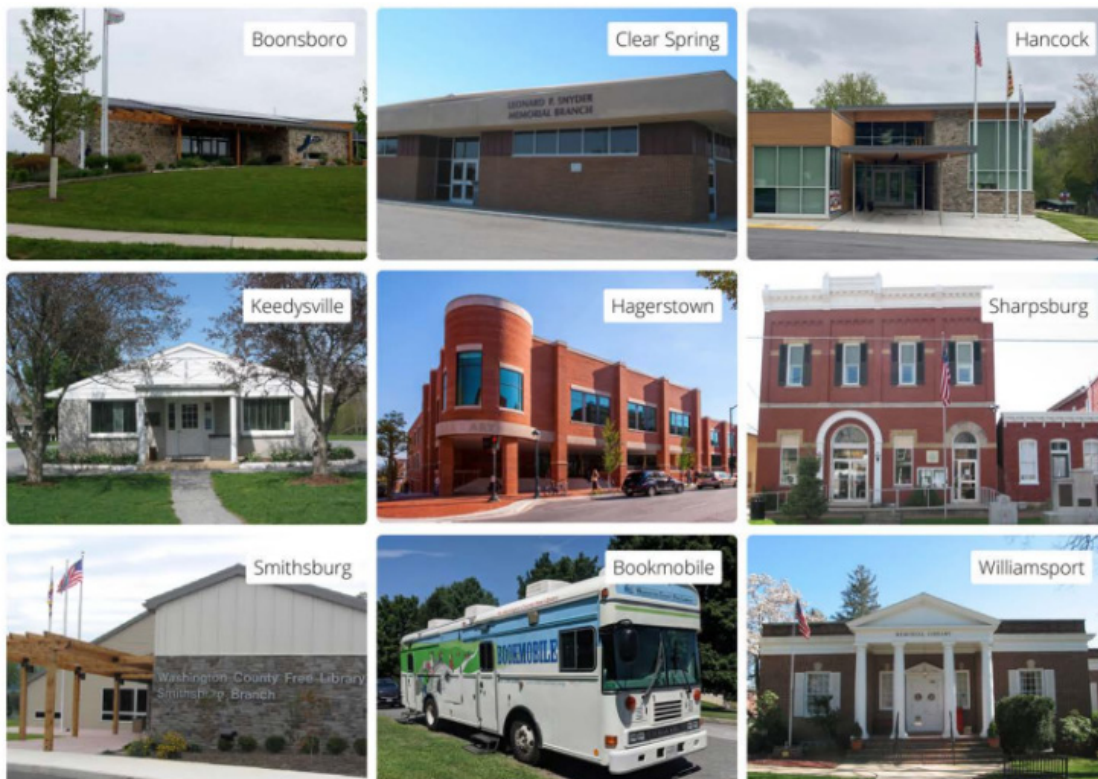 Boonsboro
Clear Spring
LEONARD P. SNYDER
MEMORIAL BRANCH
Hancock
Keedysville
Hagerstown
Sharpsburg
Smithsburg
Washington County Free Library
Smithsburg Branch
Bookmobile
BOOKMOBILE
Williamsport
MEMORIAL LIBRARY